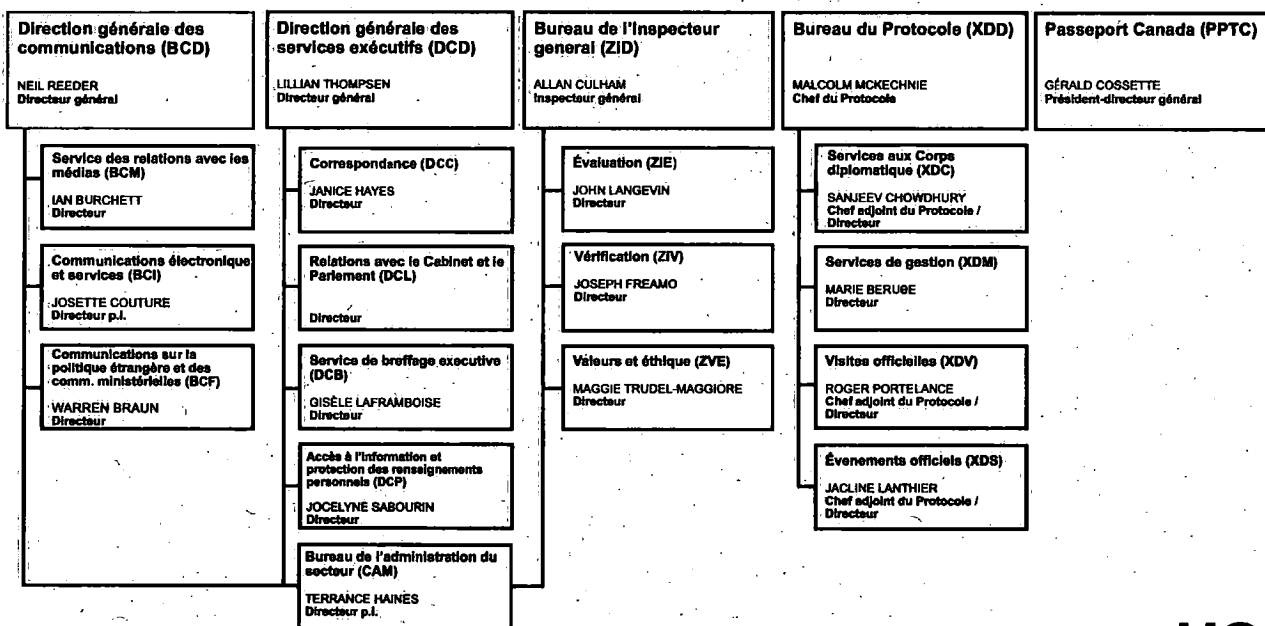 Direction générale des
communications (BCD)
NEIL REEDER
Directeur général
Service des relations avec les
médias (BCM)
IAN BURCHETT
Directeur
Communications électronique
et services (BCI)
JOSETTE COUTURE
Directeur p.i.
Communications sur la
politique étrangère et des
comm. ministérielles (BCF)
WARREN BRAUN
Directeur
Direction générale des
services exécutifs (DCD)
LILLIAN THOMPSEN
Directeur général
Correspondance (DCC)
JANICE HAYES
Directeur
Relations avec le Cabinet et le
Parlement (DCL)
Directeur
Service de breffage executive
(DCB)
GISÈLE LAFRAMBOISE
Directeur
Accès à l'information et
protection des renseignements
personnels (DCP)
JOCELYNE SABOURIN
Directeur
Bureau de l'administration du
secteur (CAM)
TERRANCE HAINES
Directeur p.i.
Bureau de l'Inspecteur
general (ZID)
ALLAN CULHAM
Inspecteur général
Évaluation (ZIE)
JOHN LANGEVIN
Directeur
Vérification (ZIV)
JOSEPH FREAMO
Directeur
Valeurs et éthique (ZVE)
MAGGIE TRUDEL-MAGGIORE
Directeur
Bureau du Protocole (XDD)
MALCOLM MCKECHNIE
Chef du Protocole
Services aux Corps
diplomatique (XDC)
SANJEEV CHOWDHURY
Chef adjoint du Protocole /
Directeur
Services de gestion (XDM)
MARIE BERUBE
Directeur
Visites officielles (XDV)
ROGER PORTELANCE
Chef adjoint du Protocole /
Directeur
Évenements officiels (XDS)
JACLINE LANTHIER
Chef adjoint du Protocole /
Directeur
Passeport Canada (PPTC)
GÉRALD COSSETTE
Président-directeur général